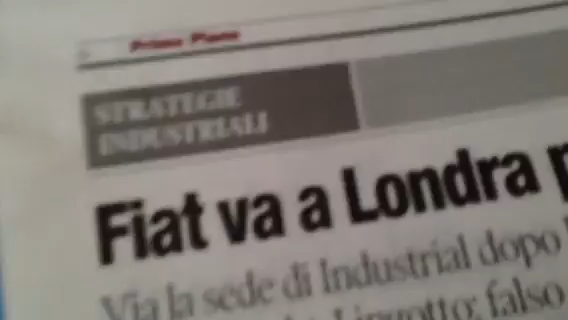 Primo Piano
STRATEGIE
INDUSTRIALI
Fiat va a Londra p
Via la sede di Industrial dopo
Lingotto: falso